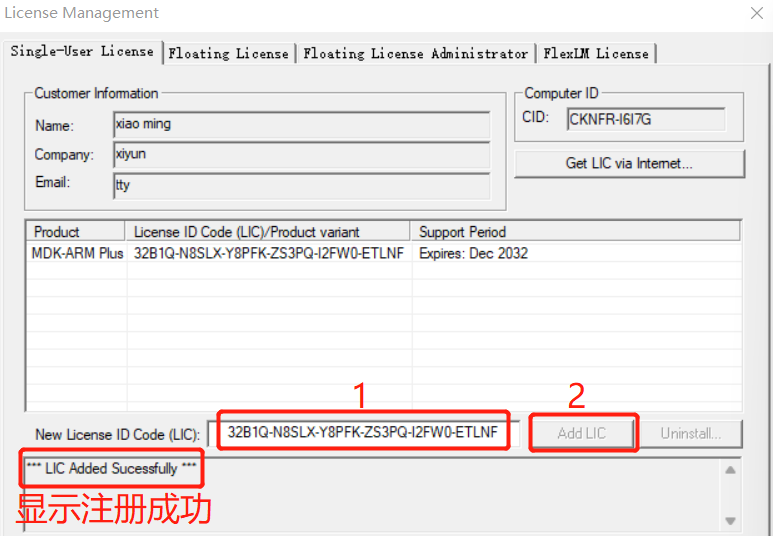 License Management
Single-User License Floating License Floating License Administrator FlexLM License
Customer Information
Name: xiao ming
Company: xiyun
Email: tty
Computer ID
CID: CKNFR-I6I7G
Get LIC via Internet...
Product License ID Code (LIC)/Product variant Support Period
MDK-ARM Plus 32B1Q-N8SLX-Y8PFK-ZS3PQ-I2FW0-ETLNF Expires: Dec 2032
1 2
New License ID Code (LIC): 32B1Q-N8SLX-Y8PFK-ZS3PQ-I2FW0-ETLNF Add LIC Uninstall...
*** LIC Added Sucessfully ***
显示注册成功